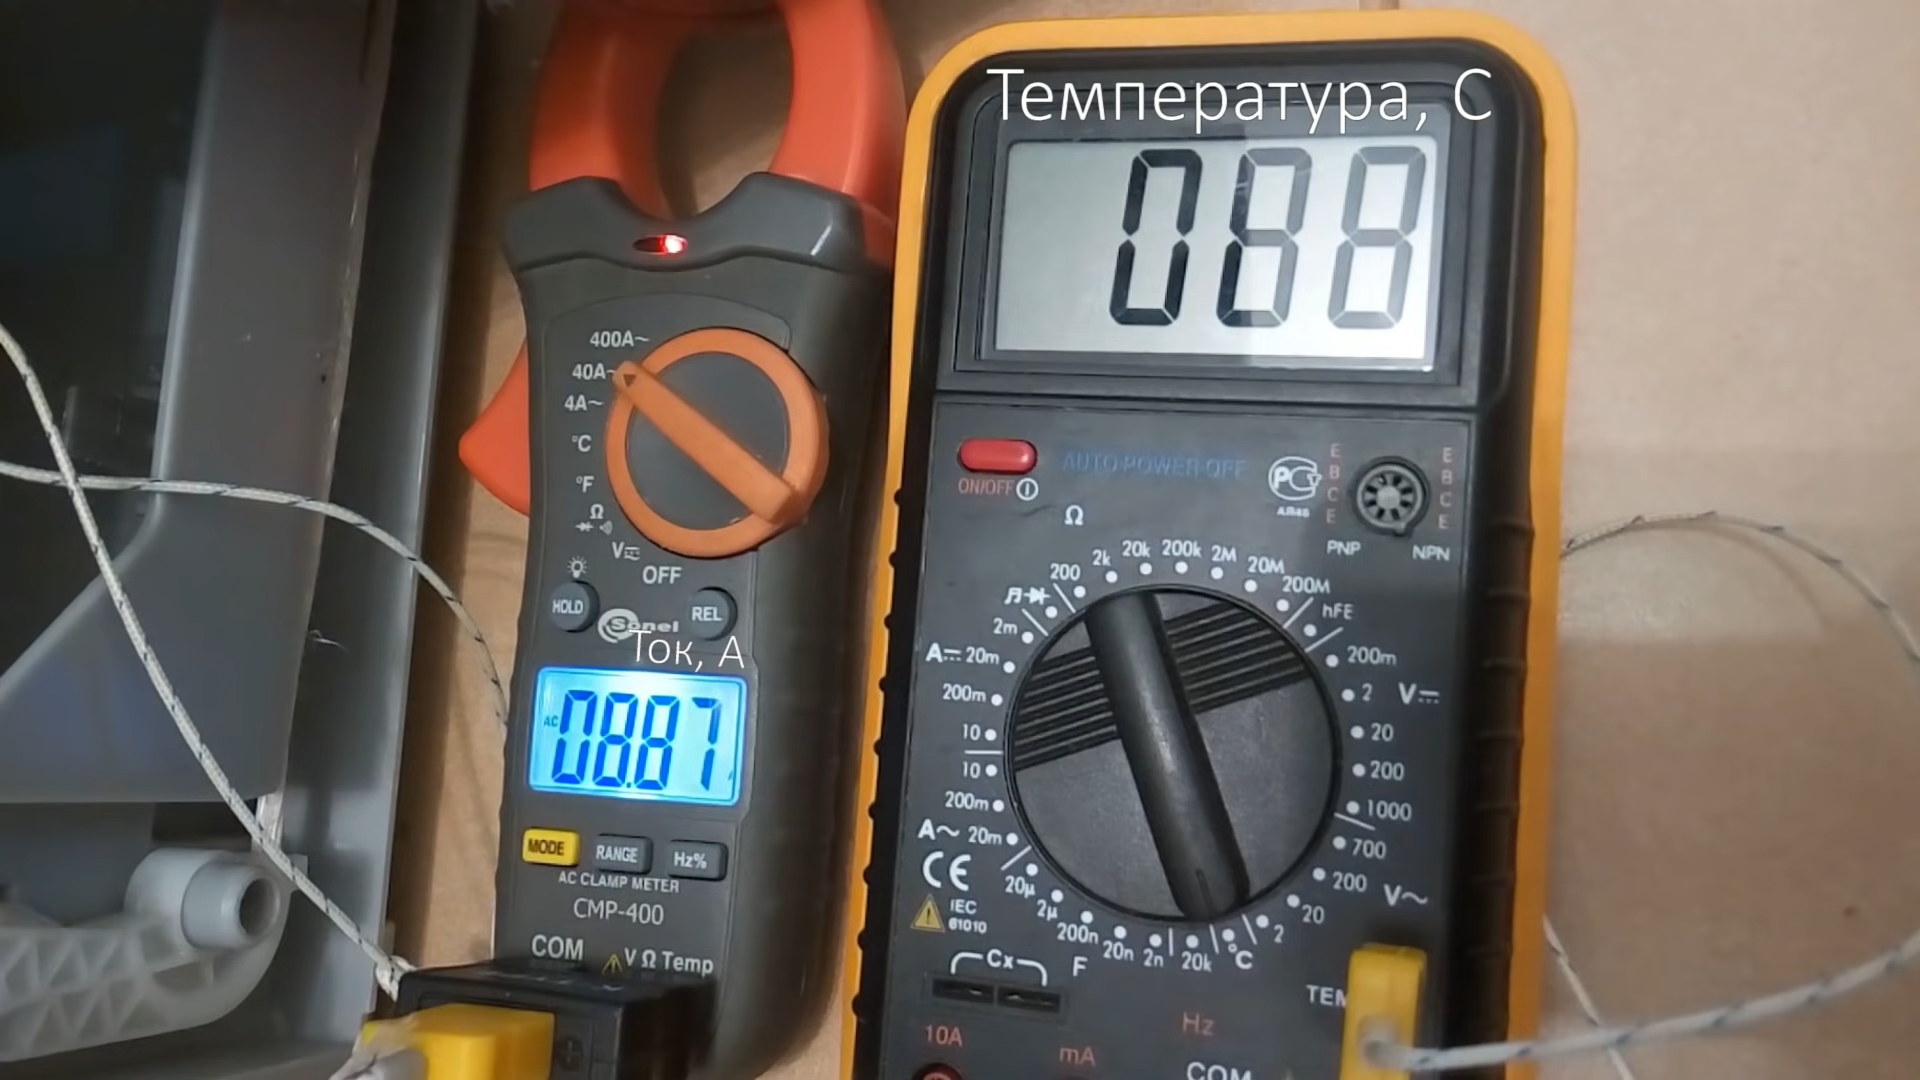 Температура, C
088
400A~
40A~
4A~
°C
°F
Ω
V
OFF
HOLD
REL
Sonel
Ток, А
AC
08.87
MODE
RANGE
Hz%
AC CLAMP METER
CMP-400
COM
V Ω Temp
ON/OFF
AUTO POWER OFF
PCT
AЯ46
E
B
C
E
E
B
C
E
PNP
NPN
Ω
200
2k
20k
200k
2M
20M
200M
hFE
2m
A 20m
200m
10
10
200m
A~ 20m
200m
2 V
20
200
1000
700
200 V~
20
2
°C
20k
2n
20n
200n
2µ
20µ
F
CE
IEC
61010
Cx
TEM
10A
mA
Hz
COM